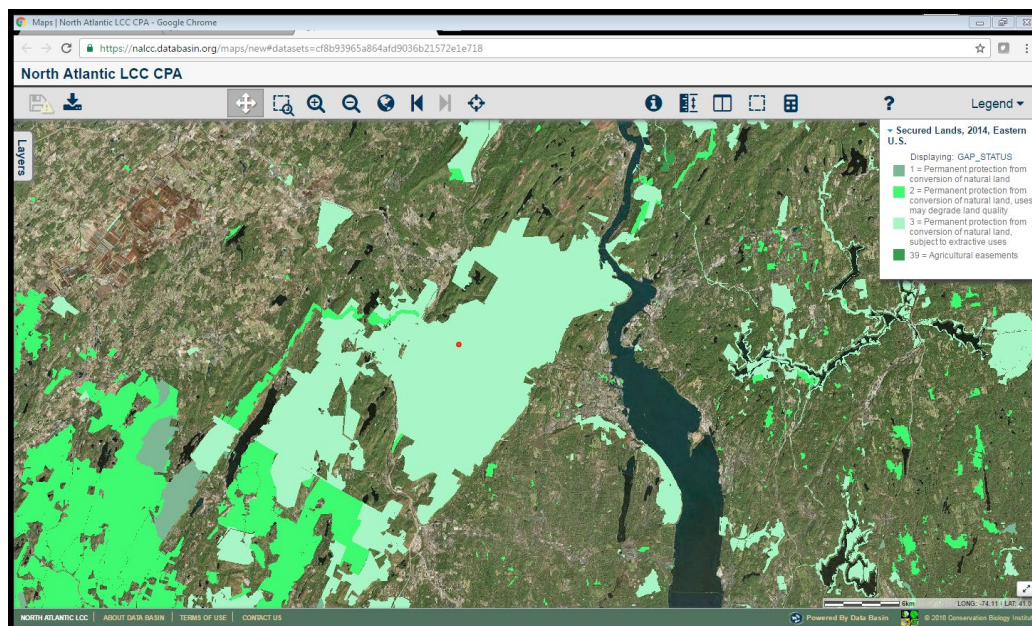 Maps | North Atlantic LCC CPA - Google Chrome
https://nalcc.databasin.org/maps/new#datasets=cf8b93965a864afd9036b21572e1e718
North Atlantic LCC CPA
Legend
Layers
Secured Lands, 2014, Eastern
U.S.
Displaying: GAP_STATUS
1 = Permanent protection from
conversion of natural land
2 = Permanent protection from
conversion of natural land, uses
may degrade land quality
3 = Permanent protection from
conversion of natural land,
subject to extractive uses
39 = Agricultural easements
6km
LONG: -74.11 | LAT: 41.0
NORTH ATLANTIC LCC | ABOUT DATA BASIN | TERMS OF USE | CONTACT US
Powered By Data Basin
© 2016 Conservation Biology Institu